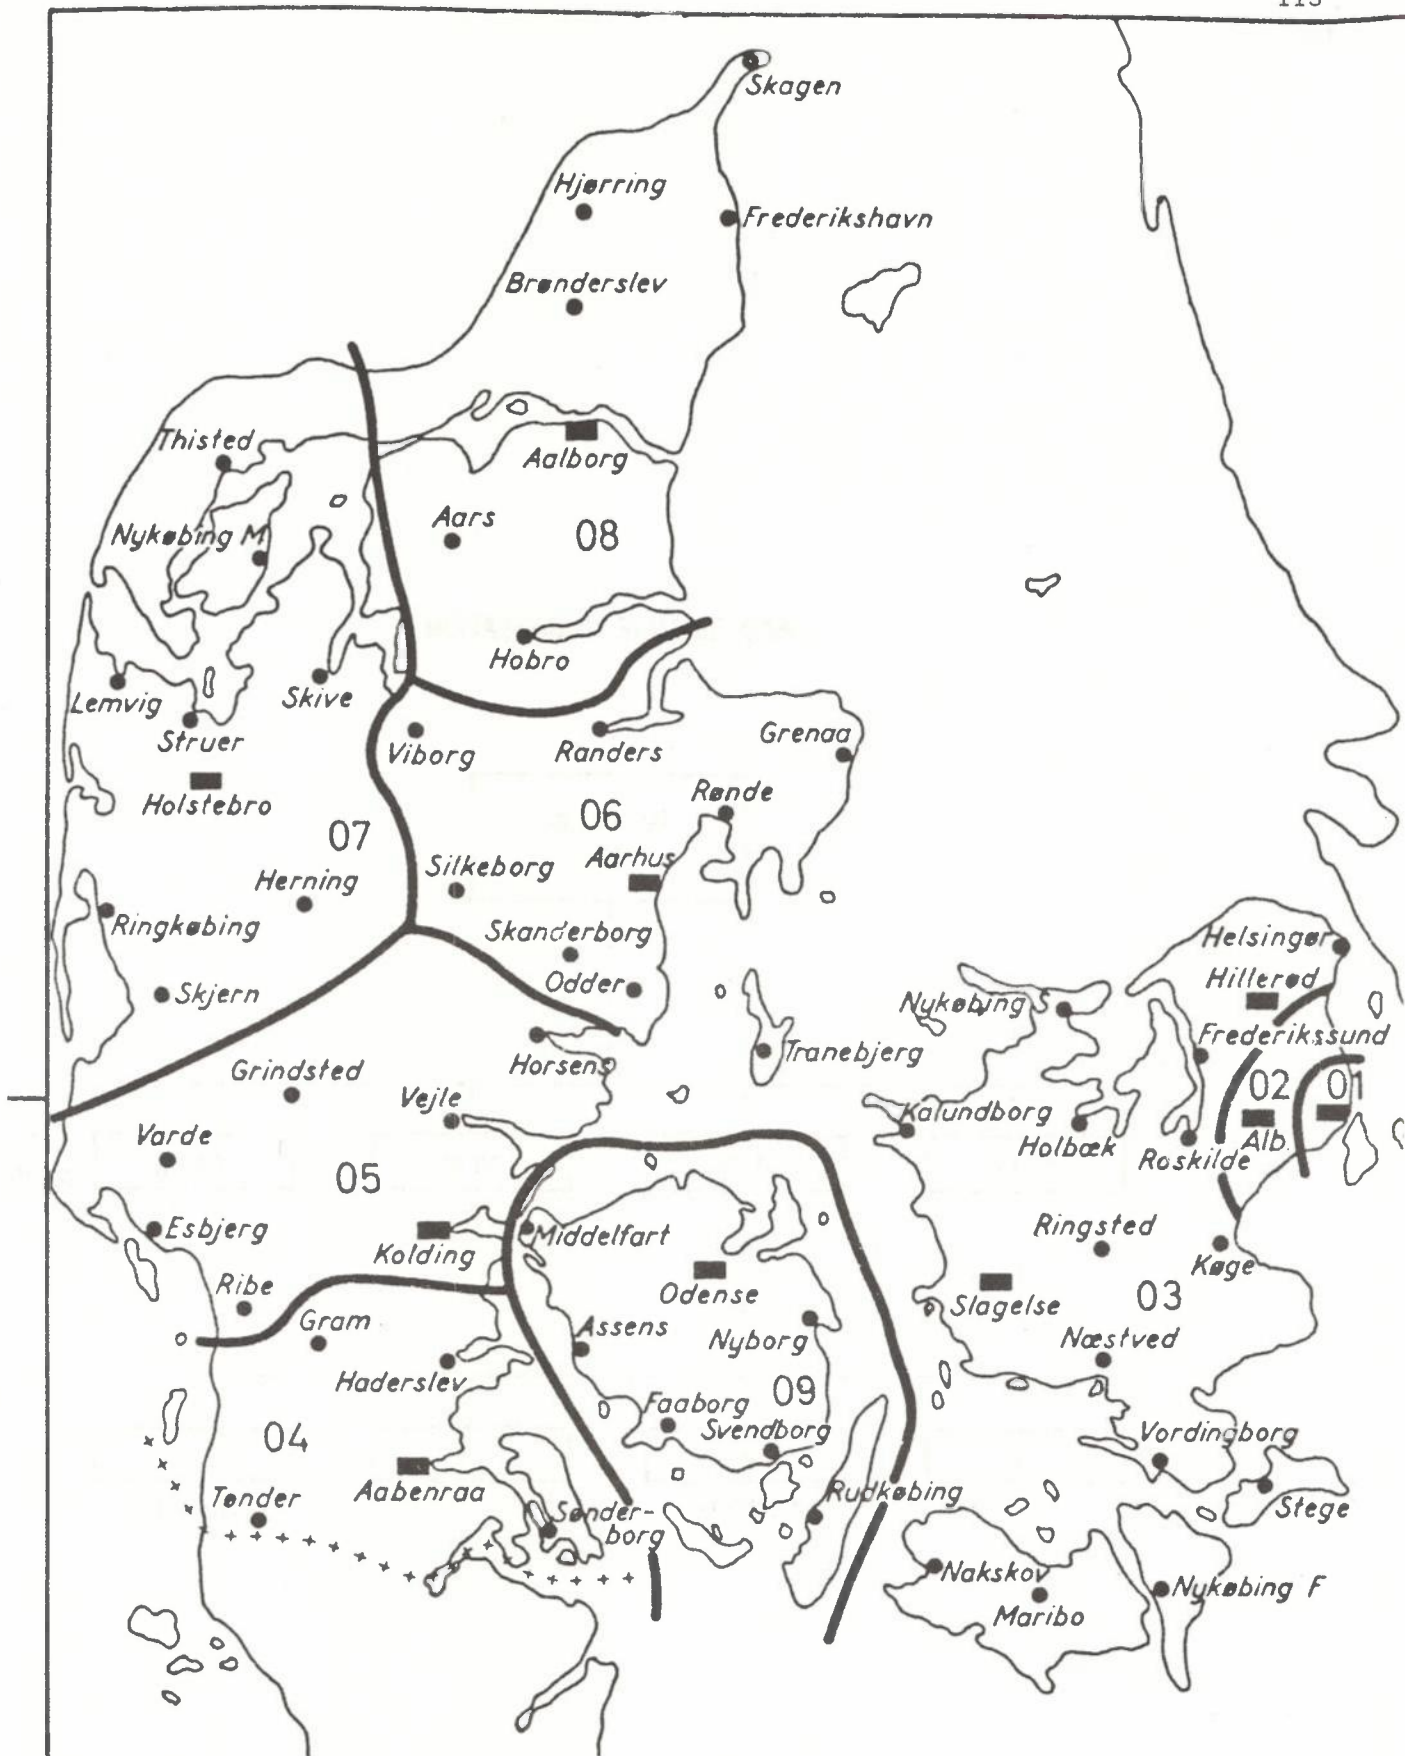 Skagen
Hjørring
Frederikshavn
Brønderslev
Thisted
Aalborg
Aars
08
Nykøbing M
Hobro
Lemvig
Skive
Struer
Viborg
Randers
Grenaa
Holstebro
Rønde
07
06
Silkeborg
Aarhus
Herning
Ringkøbing
Skanderborg
Helsingør
Hillerød
Skjern
Odder
Nykøbing S
Frederikssund
Horsens
Tranebjerg
Grindsted
Vejle
02
01
Kalundborg
Holbæk
Alb.
Roskilde
Varde
05
Esbjerg
Kolding
Middelfart
Ringsted
Køge
Ribe
Odense
Slagelse
03
Gram
Assens
Nyborg
Næstved
Haderslev
09
Faaborg
Svendborg
04
Vordingborg
Tønder
Aabenraa
Rudkøbing
Sønder-
borg
Stege
Nakskov
Nykøbing F
Maribo